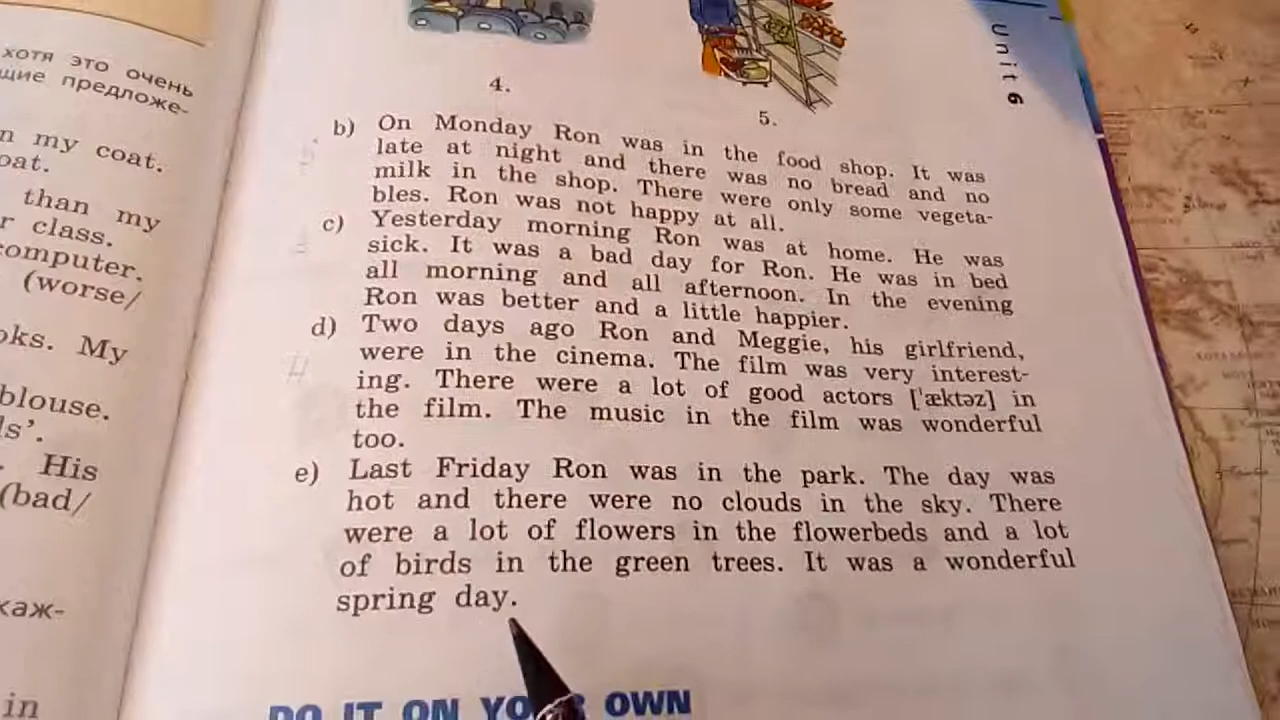 хотя это очень
щие предложе-
n my coat.
oat.
than my
r class.
computer.
(worse/
oks. My
blouse.
ls'.
His
(bad/
каж-
in
4.
5.
Unit 6
b) On Monday Ron was in the food shop. It was
late at night and there was no bread and no
milk in the shop. There were only some vegeta-
bles. Ron was not happy at all.
c) Yesterday morning Ron was at home. He was
sick. It was a bad day for Ron. He was in bed
all morning and all afternoon. In the evening
Ron was better and a little happier.
d) Two days ago Ron and Meggie, his girlfriend,
were in the cinema. The film was very interest-
ing. There were a lot of good actors [ˈæktəz] in
the film. The music in the film was wonderful
too.
e) Last Friday Ron was in the park. The day was
hot and there were no clouds in the sky. There
were a lot of flowers in the flowerbeds and a lot
of birds in the green trees. It was a wonderful
spring day.
DO IT ON YOUR OWN